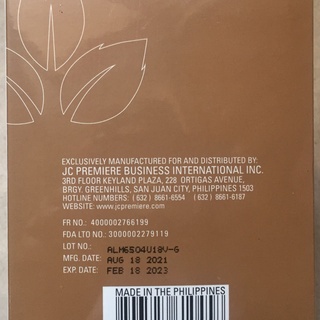 EXCLUSIVELY MANUFACTURED FOR AND DISTRIBUTED BY:
JC PREMIERE BUSINESS INTERNATIONAL INC.
3RD FLOOR KEYLAND PLAZA, 228 ORTIGAS AVENUE,
BRGY. GREENHILLS, SAN JUAN CITY, PHILIPPINES 1503
HOTLINE NUMBERS: ( 632) 8661-6554 ( 632) 8661-6187
WEBSITE: www.jcpremiere.com
FR NO.: 4000002766199
FDA LTO NO.: 3000002279119
LOT NO.: ALM6504U18V-G
MFG. DATE: AUG 18 2021
EXP. DATE: FEB 18 2023
MADE IN THE PHILIPPINES